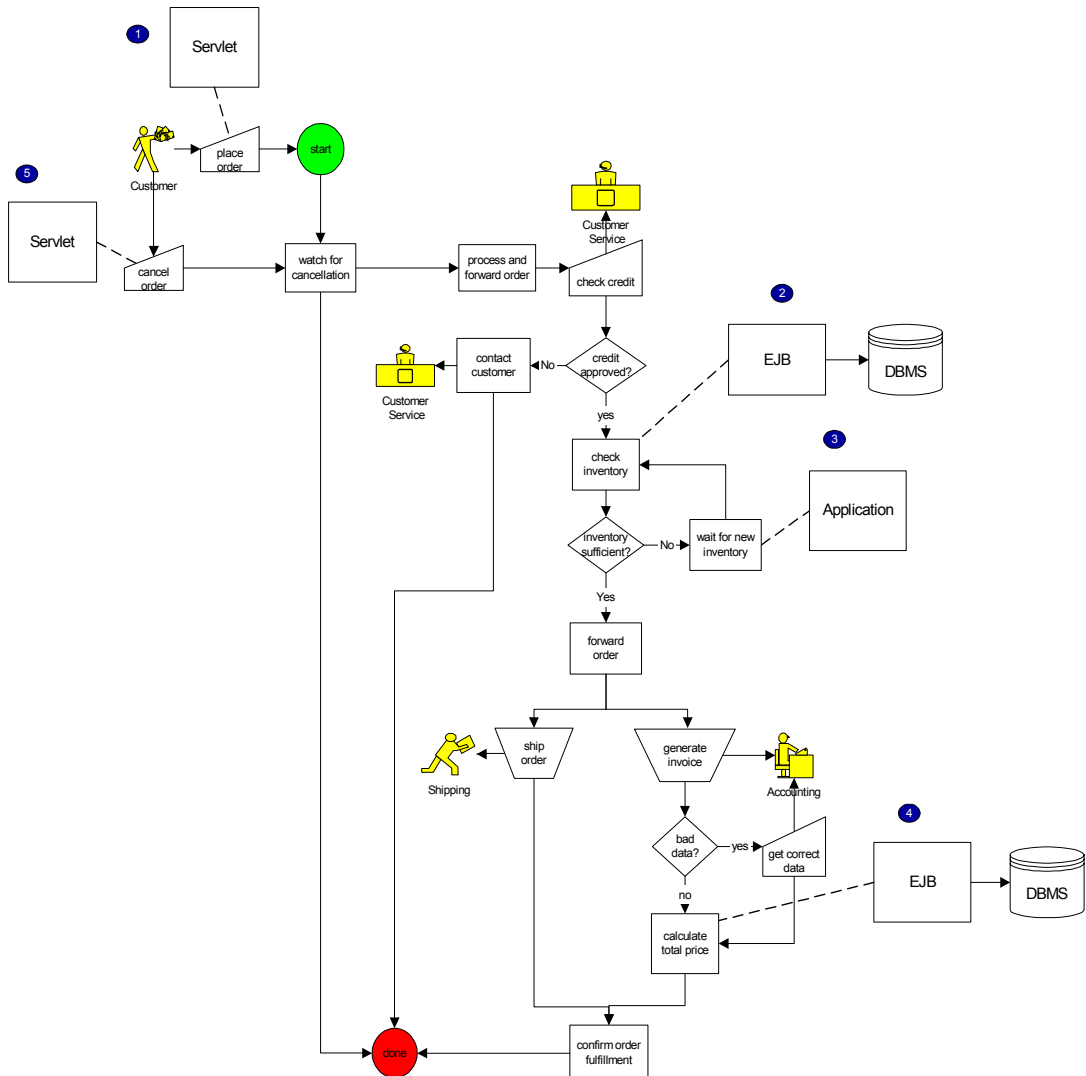 1
Servlet
place
order
start
Customer
5
Servlet
cancel
order
watch for
cancellation
process and
forward order
Customer
Service
check credit
2
EJB
DBMS
credit
approved?
No
contact
customer
Customer
Service
yes
check
inventory
3
Application
inventory
sufficient?
No
wait for new
inventory
Yes
forward
order
ship
order
Shipping
generate
invoice
Accounting
bad
data?
yes
get correct
data
4
EJB
DBMS
no
calculate
total price
confirm order
fulfillment
done